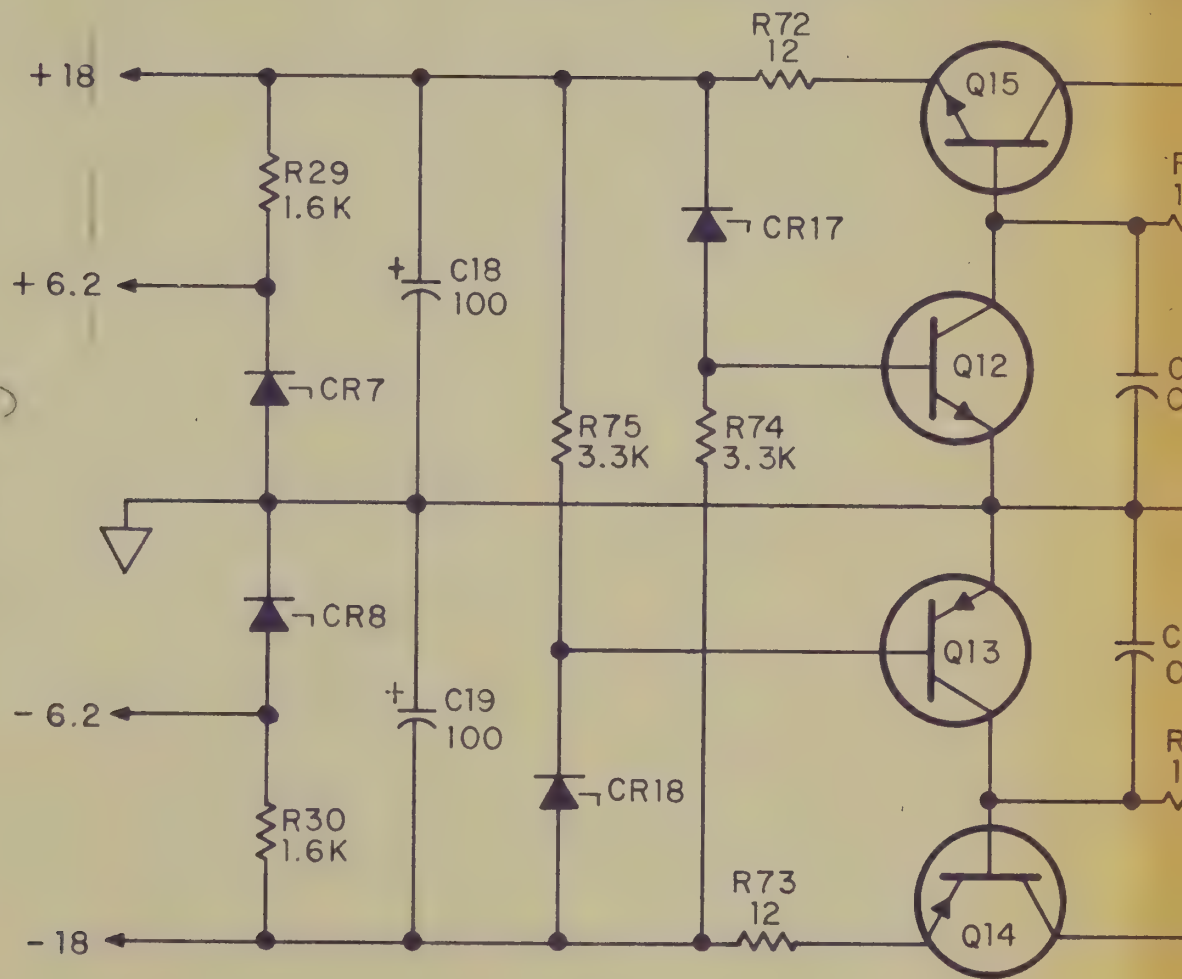 R72
12
+18
Q15
R29
1.6K
CR17
+6.2
+
C18
100
Q12
CR7
R75
3.3K
R74
3.3K
CR8
Q13
-6.2
+
C19
100
CR18
R30
1.6K
R73
12
-18
Q14